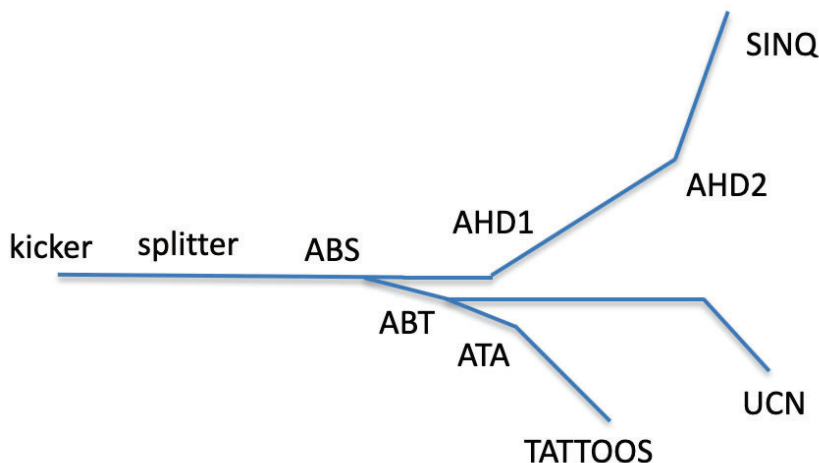 SINQ
AHD2
AHD1
kicker splitter ABS
ABT
ATA
UCN
TATTOOS